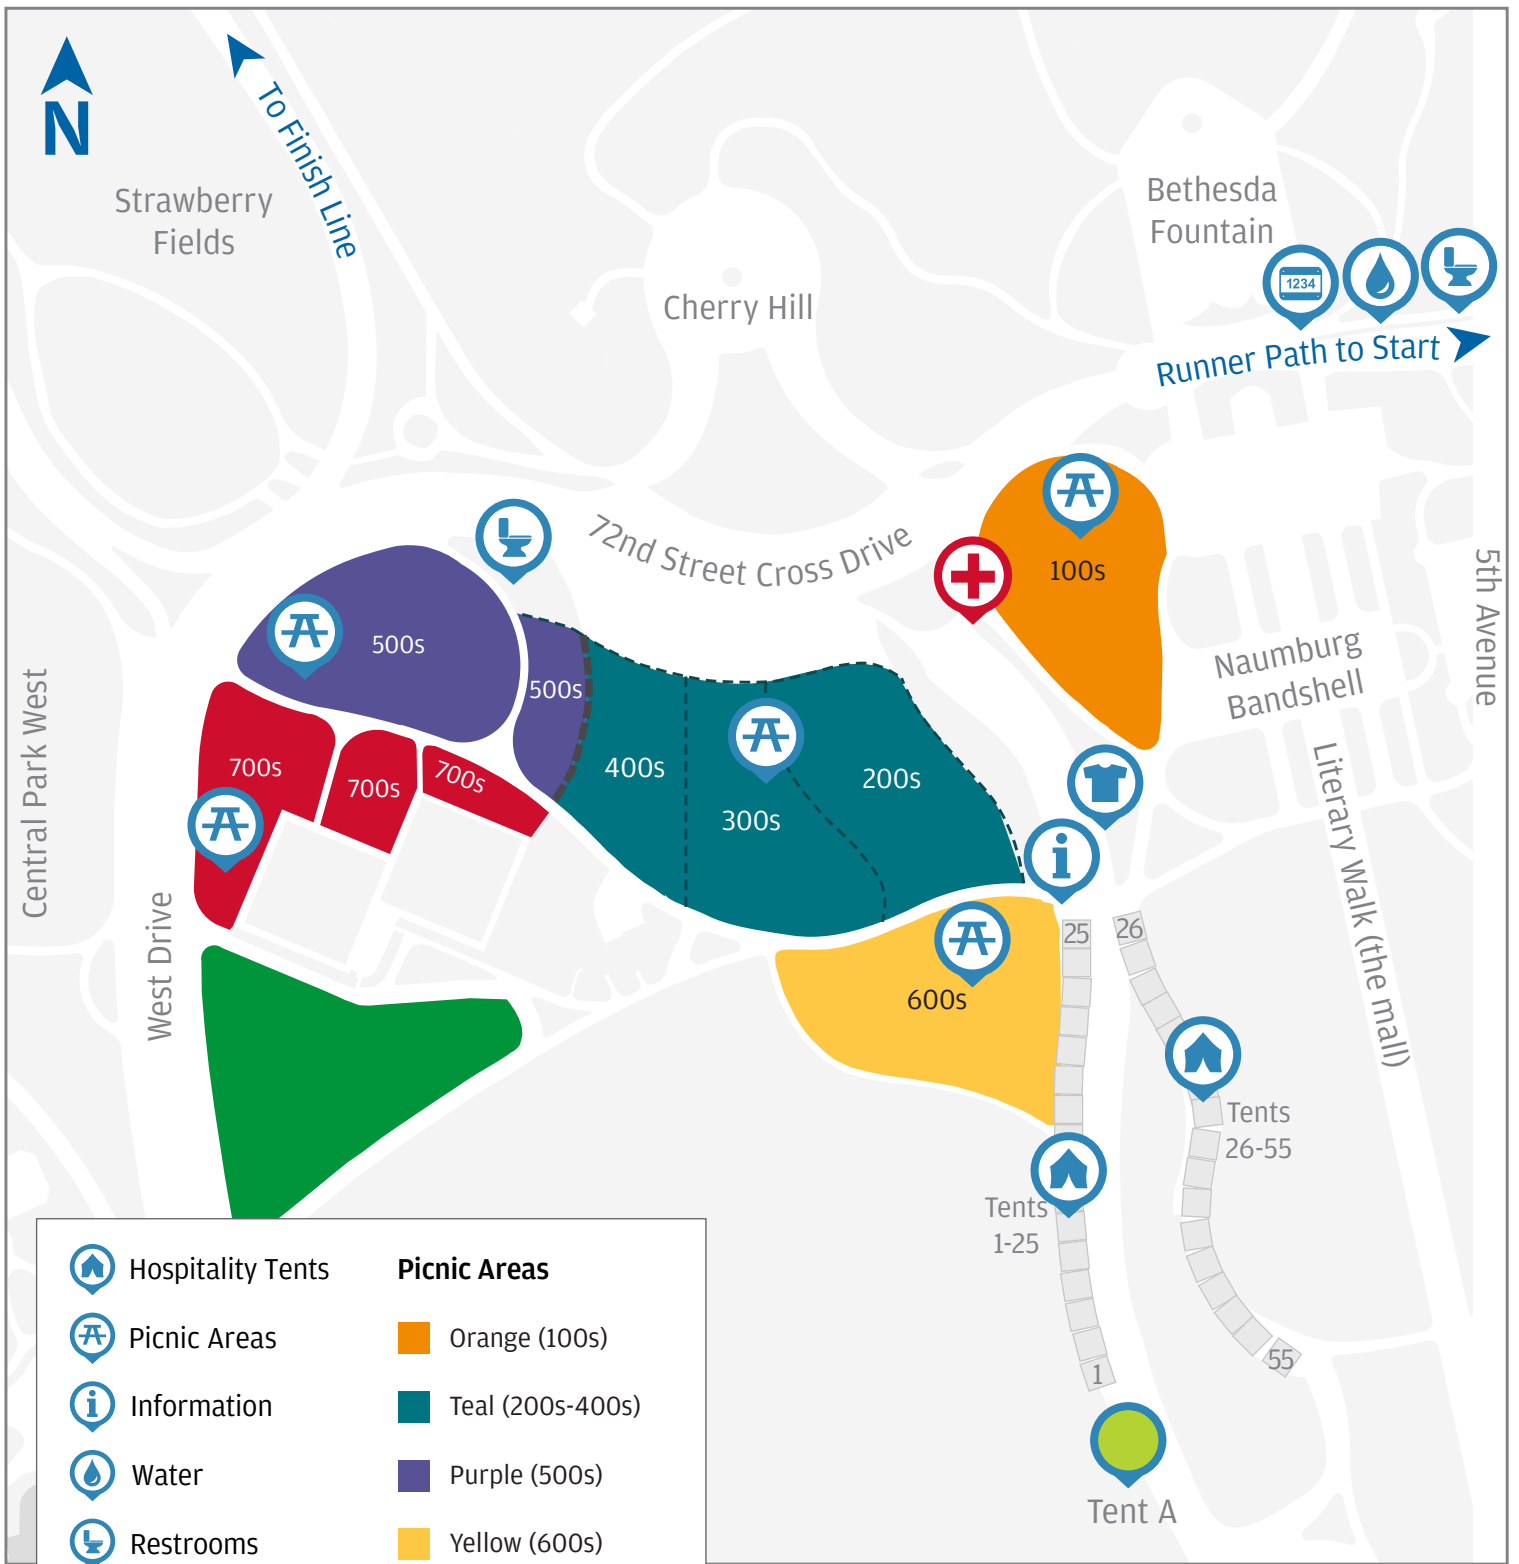 N
To Finish Line
Strawberry
Fields
Bethesda
Fountain
1234
Cherry Hill
Runner Path to Start
72nd Street Cross Drive
100s
5th Avenue
500s
500s
Naumburg
Bandshell
Central Park West
700s
700s
700s
400s
300s
200s
Literary Walk (the mall)
West Drive
600s
25
26
Tents
26-55
Tents
1-25
1
55
Tent A
Hospitality Tents
Picnic Areas
Information
Water
Restrooms
Picnic Areas
Orange (100s)
Teal (200s-400s)
Purple (500s)
Yellow (600s)